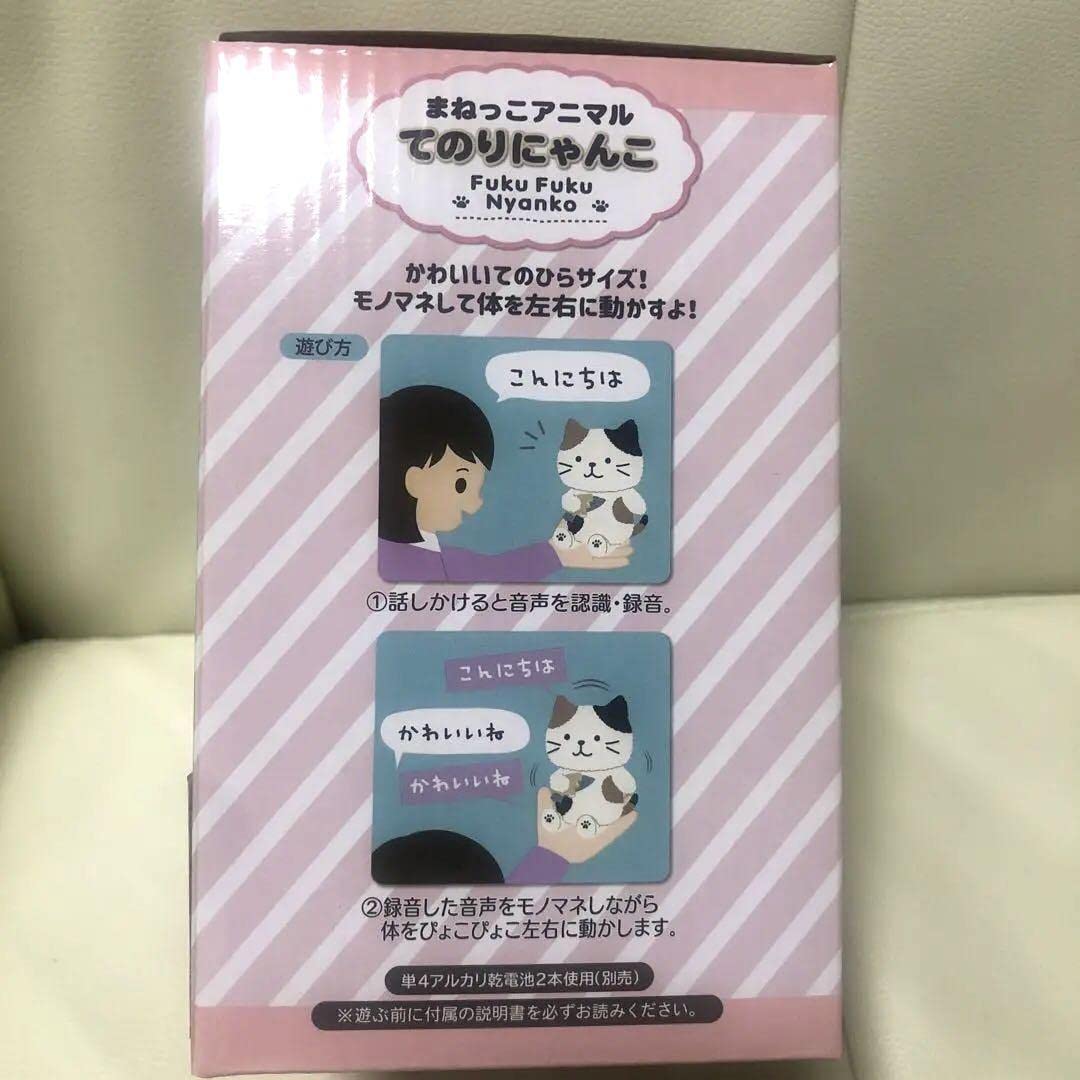 まねっこアニマル
てのりにゃんこ
Fuku Fuku
Nyanko
かわいいてのひらサイズ!
モノマネして体を左右に動かすよ!
遊び方
こんにちは
①話しかけると音声を認識・録音。
こんにちは
かわいいね
かわいいね
②録音した音声をモノマネしながら
体をぴょこぴょこ左右に動かします。
単4アルカリ乾電池2本使用(別売)
※遊ぶ前に付属の説明書を必ずお読みください。